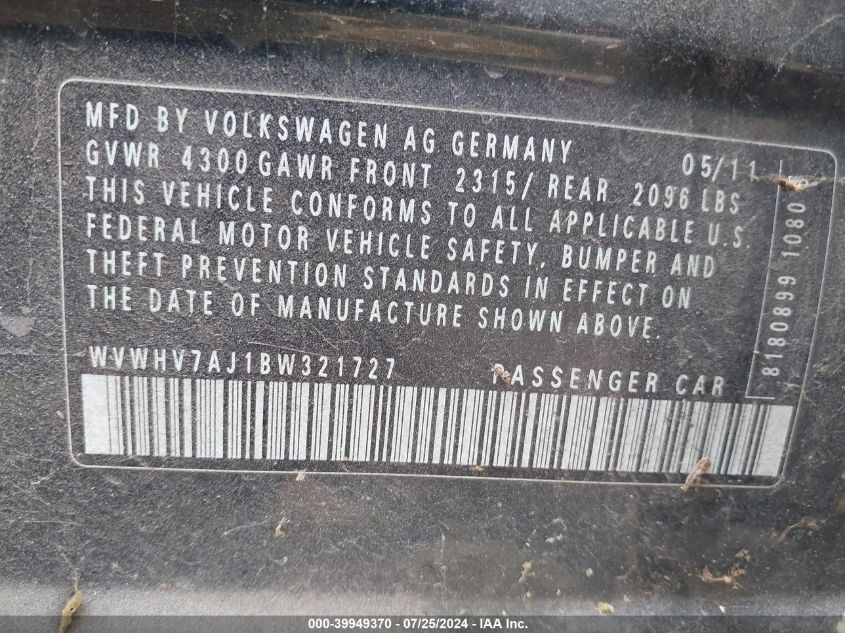 MFD BY VOLKSWAGEN AG GERMANY 05/11
GVWR 4300 GAWR FRONT 2315/ REAR 2096 LBS
THIS VEHICLE CONFORMS TO ALL APPLICABLE U.S.
FEDERAL MOTOR VEHICLE SAFETY, BUMPER AND
THEFT PREVENTION STANDARDS IN EFFECT ON
THE DATE OF MANUFACTURE SHOWN ABOVE.
WVWHV7AJ1BW321727 PASSENGER CAR
8180899 1080
000-39949370 / 07/25/2024 - IAA Inc.